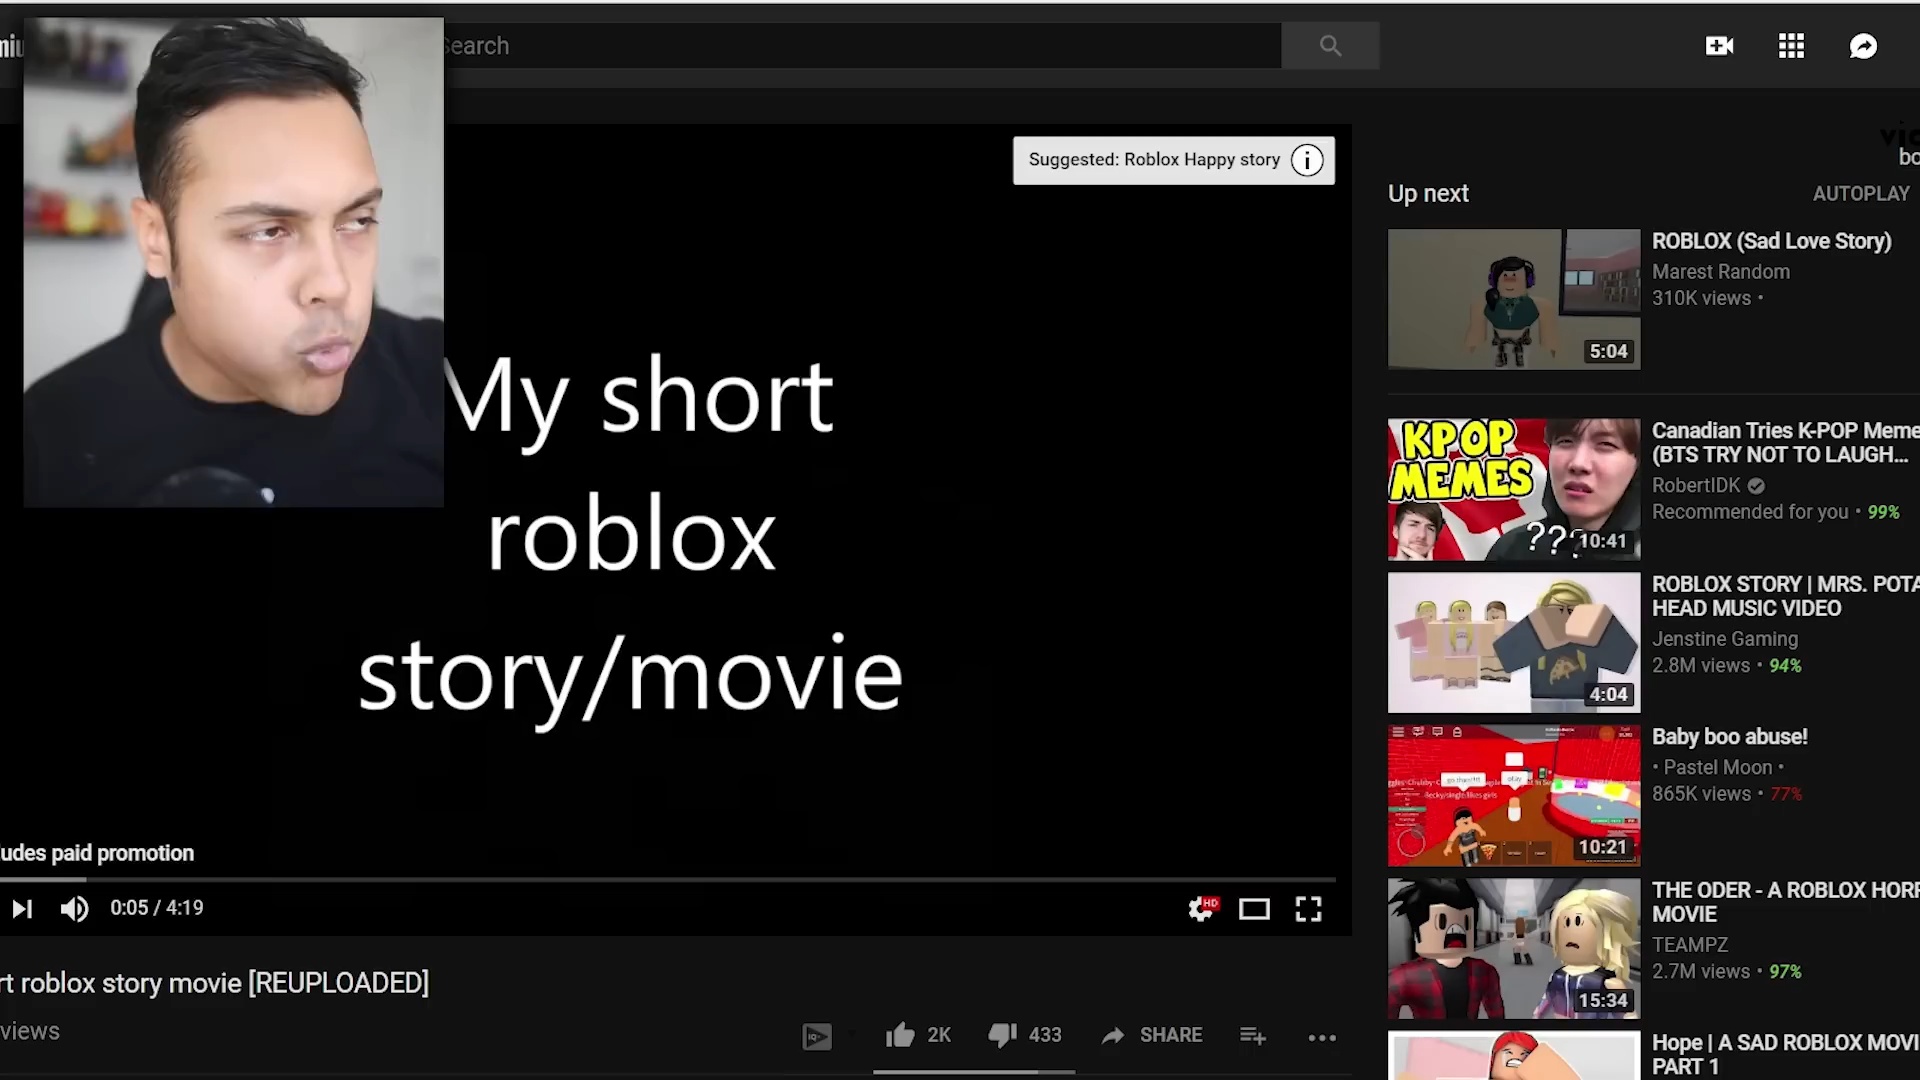 Search
Suggested: Roblox Happy story
My short
roblox
story/movie
udes paid promotion
0:05 / 4:19
HD
rt roblox story movie [REUPLOADED]
views
2K
433
SHARE
Up next
AUTOPLAY
ROBLOX (Sad Love Story)
Marest Random
310K views •
5:04
KPOP
MEMES
???
10:41
Canadian Tries K-POP Meme
(BTS TRY NOT TO LAUGH...
RobertIDK
Recommended for you • 99%
ROBLOX STORY | MRS. POTA
HEAD MUSIC VIDEO
Jenstine Gaming
2.8M views • 94%
4:04
Baby boo abuse!
• Pastel Moon •
865K views • 77%
10:21
THE ODER - A ROBLOX HORR
MOVIE
TEAMPZ
2.7M views • 97%
15:34
Hope | A SAD ROBLOX MOVI
PART 1